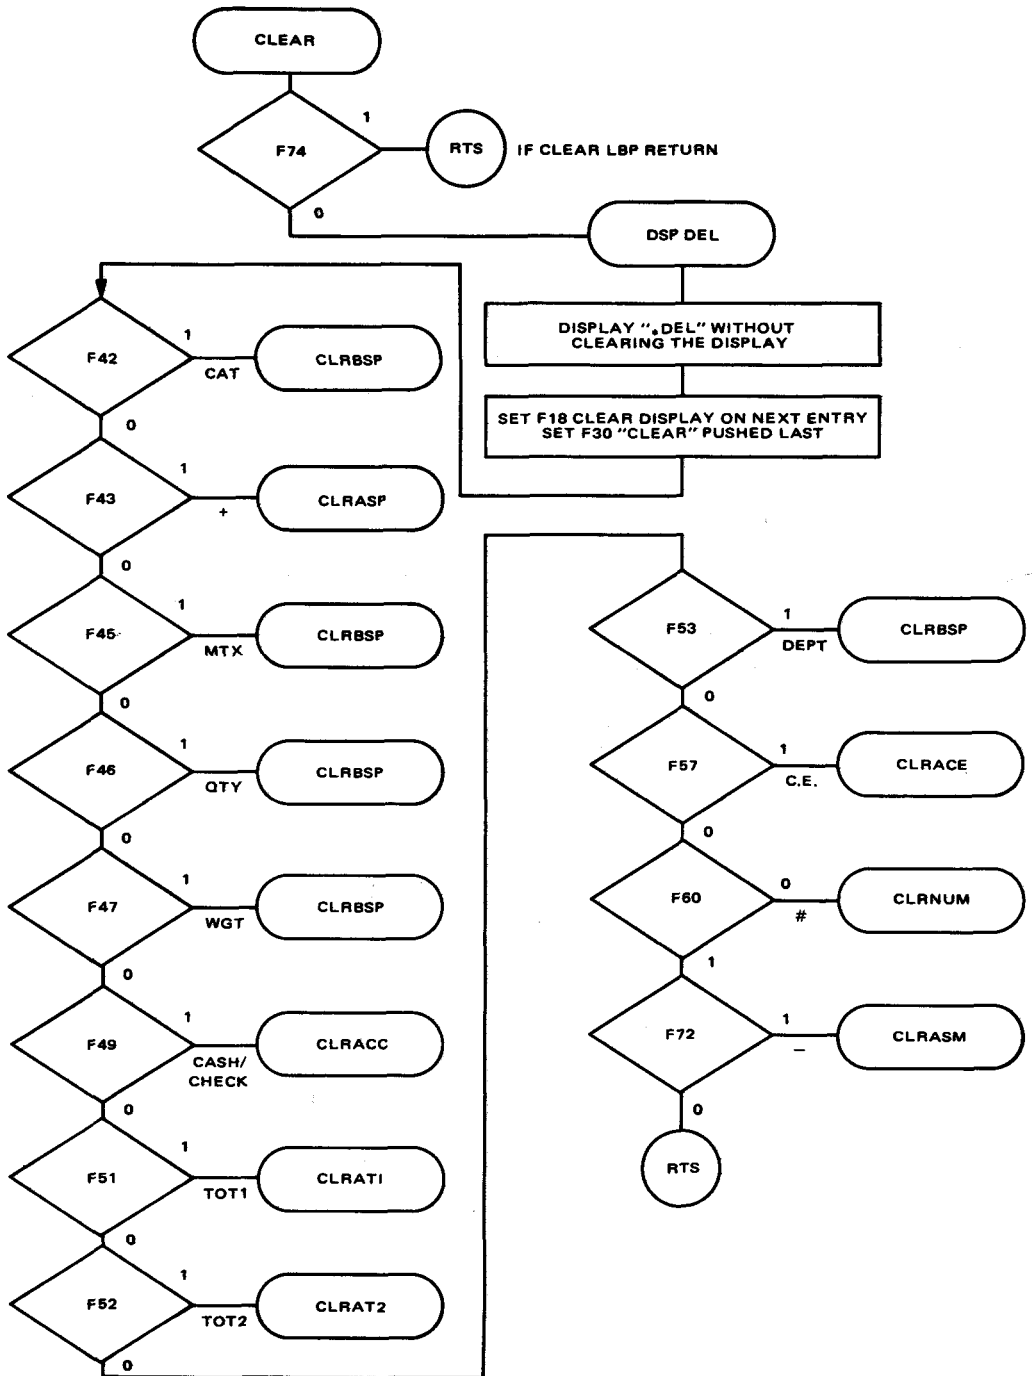 CLEAR
F74
1
RTS
IF CLEAR LBP RETURN
0
DSP DEL
DISPLAY ".DEL" WITHOUT
CLEARING THE DISPLAY
SET F18 CLEAR DISPLAY ON NEXT ENTRY
SET F30 "CLEAR" PUSHED LAST
F42
1
CAT
CLRBSP
0
F43
1
+
CLRASP
0
F45
1
MTX
CLRBSP
0
F46
1
QTY
CLRBSP
0
F47
1
WGT
CLRBSP
0
F49
1
CASH/
CHECK
CLRACC
0
F51
1
TOT1
CLRAT1
0
F52
1
TOT2
CLRAT2
0
F53
1
DEPT
CLRBSP
0
F57
1
C.E.
CLRACE
0
F60
0
#
CLRNUM
1
F72
1
–
CLRASM
0
RTS